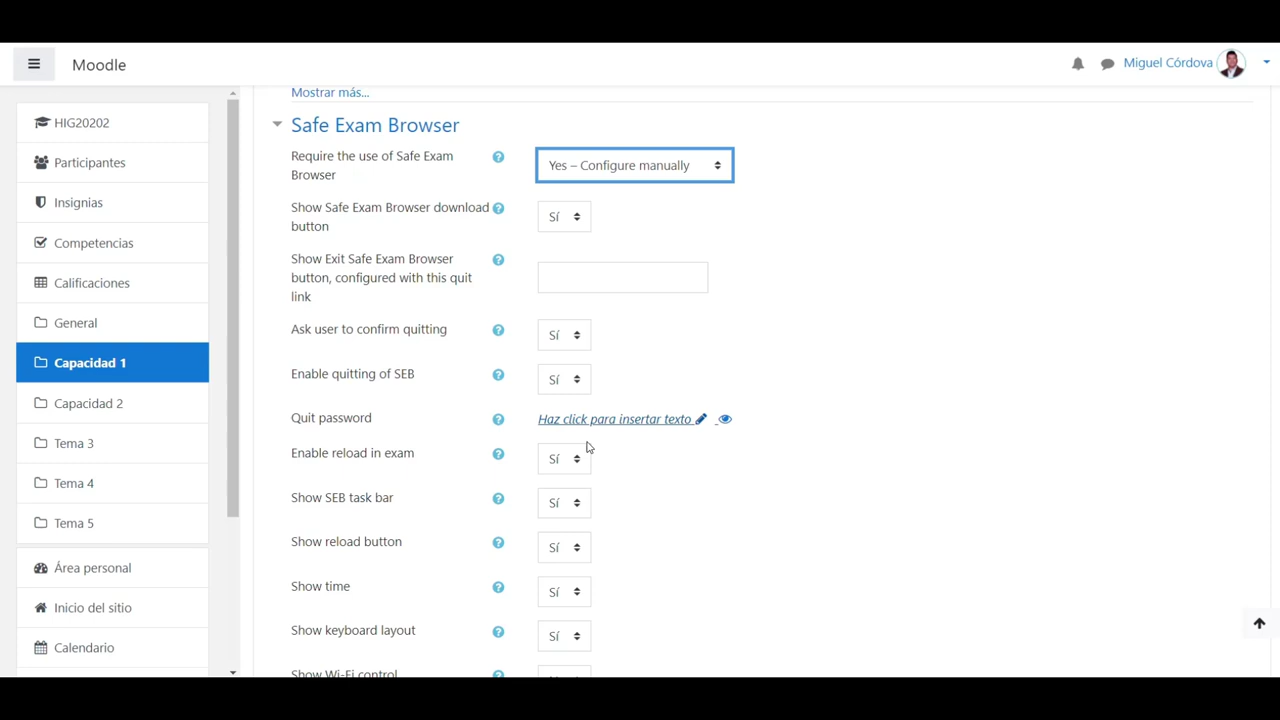 Moodle
Miguel Córdova
HIG20202
Participantes
Insignias
Competencias
Calificaciones
General
Capacidad 1
Capacidad 2
Tema 3
Tema 4
Tema 5
Área personal
Inicio del sitio
Calendario
Mostrar más...
Safe Exam Browser
Require the use of Safe Exam
Browser
Yes – Configure manually
Show Safe Exam Browser download
button
Sí
Show Exit Safe Exam Browser
button, configured with this quit
link
Ask user to confirm quitting
Sí
Enable quitting of SEB
Sí
Quit password
Haz click para insertar texto
Enable reload in exam
Sí
Show SEB task bar
Sí
Show reload button
Sí
Show time
Sí
Show keyboard layout
Sí
Show Wi-Fi control